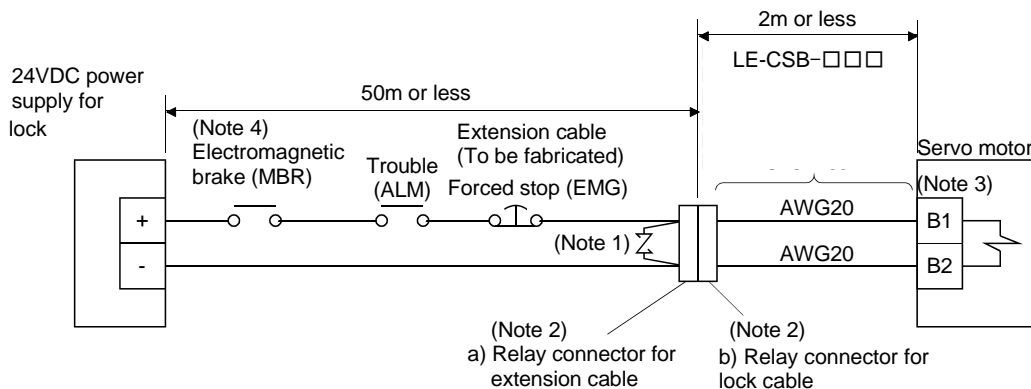 2m or less
LE-CSB-□□□
24VDC power
supply for
lock
50m or less
(Note 4)
Electromagnetic
brake (MBR)
Trouble
(ALM)
Extension cable
(To be fabricated)
Forced stop (EMG)
Servo motor
(Note 3)
+
-
(Note 1)
AWG20
AWG20
B1
B2
(Note 2)
a) Relay connector for
extension cable
(Note 2)
b) Relay connector for
lock cable